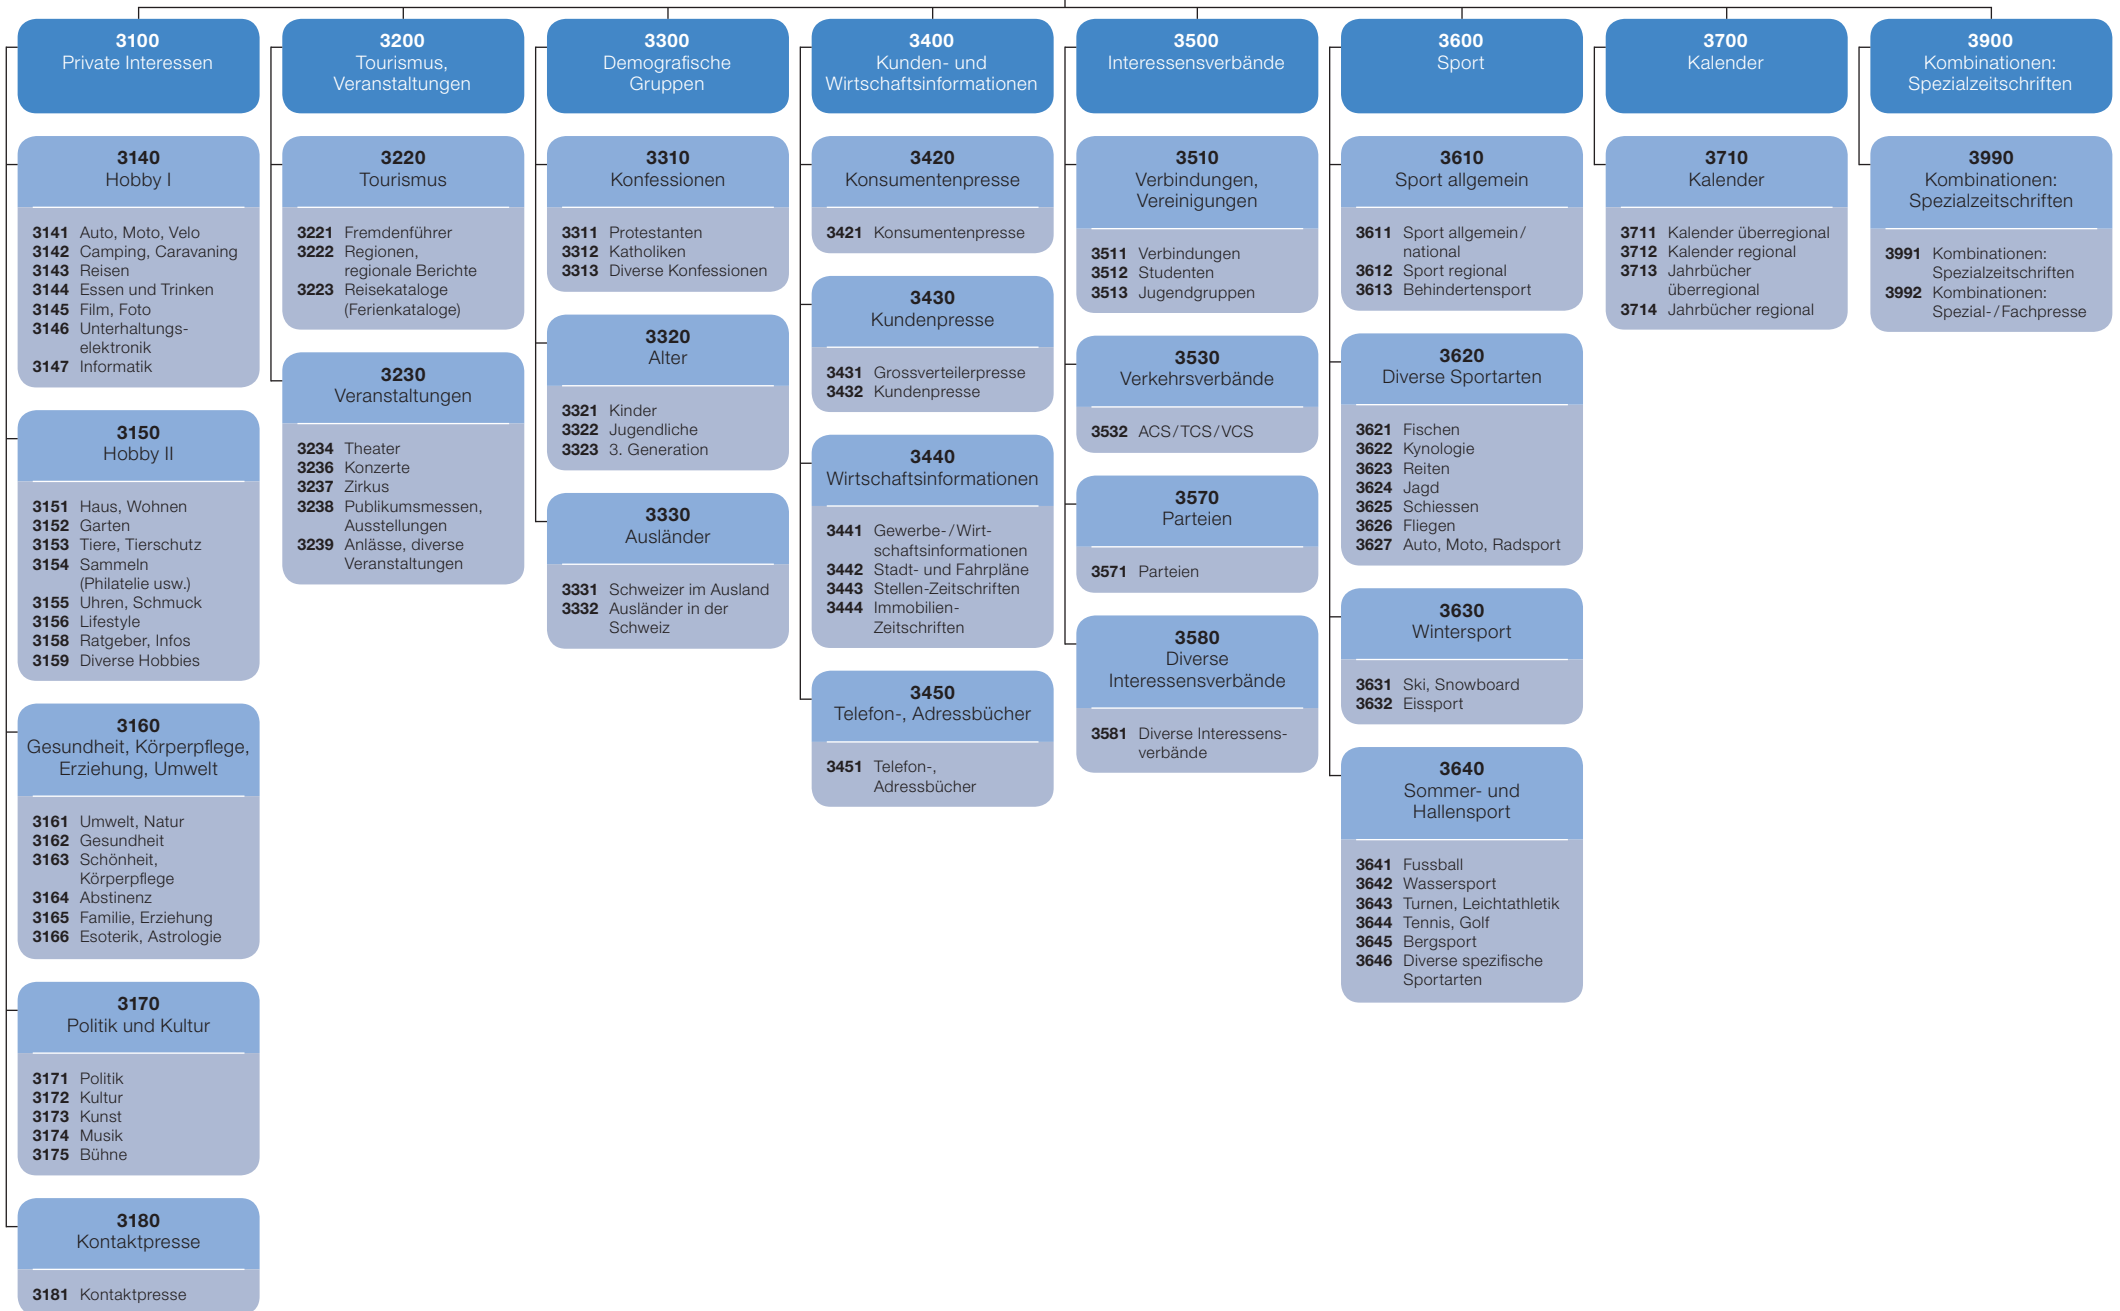 3100
Private Interessen
3140
Hobby I
3141 Auto, Moto, Velo
3142 Camping, Caravaning
3143 Reisen
3144 Essen und Trinken
3145 Film, Foto
3146 Unterhaltungs-
elektronik
3147 Informatik
3150
Hobby II
3151 Haus, Wohnen
3152 Garten
3153 Tiere, Tierschutz
3154 Sammeln
(Philatelie usw.)
3155 Uhren, Schmuck
3156 Lifestyle
3158 Ratgeber, Infos
3159 Diverse Hobbies
3160
Gesundheit, Körperpflege,
Erziehung, Umwelt
3161 Umwelt, Natur
3162 Gesundheit
3163 Schönheit,
Körperpflege
3164 Abstinenz
3165 Familie, Erziehung
3166 Esoterik, Astrologie
3170
Politik und Kultur
3171 Politik
3172 Kultur
3173 Kunst
3174 Musik
3175 Bühne
3180
Kontaktpresse
3181 Kontaktpresse
3200
Tourismus,
Veranstaltungen
3220
Tourismus
3221 Fremdenführer
3222 Regionen,
regionale Berichte
3223 Reisekataloge
(Ferienkataloge)
3230
Veranstaltungen
3234 Theater
3236 Konzerte
3237 Zirkus
3238 Publikumsmessen,
Ausstellungen
3239 Anlässe, diverse
Veranstaltungen
3300
Demografische
Gruppen
3310
Konfessionen
3311 Protestanten
3312 Katholiken
3313 Diverse Konfessionen
3320
Alter
3321 Kinder
3322 Jugendliche
3323 3. Generation
3330
Ausländer
3331 Schweizer im Ausland
3332 Ausländer in der
Schweiz
3400
Kunden- und
Wirtschaftsinformationen
3420
Konsumentenpresse
3421 Konsumentenpresse
3430
Kundenpresse
3431 Grossverteilerpresse
3432 Kundenpresse
3440
Wirtschaftsinformationen
3441 Gewerbe-/Wirt-
schaftsinformationen
3442 Stadt- und Fahrpläne
3443 Stellen-Zeitschriften
3444 Immobilien-
Zeitschriften
3450
Telefon-, Adressbücher
3451 Telefon-,
Adressbücher
3500
Interessensverbände
3510
Verbindungen,
Vereinigungen
3511 Verbindungen
3512 Studenten
3513 Jugendgruppen
3530
Verkehrsverbände
3532 ACS/TCS/VCS
3570
Parteien
3571 Parteien
3580
Diverse
Interessensverbände
3581 Diverse Interessens-
verbände
3600
Sport
3610
Sport allgemein
3611 Sport allgemein/
national
3612 Sport regional
3613 Behindertensport
3620
Diverse Sportarten
3621 Fischen
3622 Kynologie
3623 Reiten
3624 Jagd
3625 Schiessen
3626 Fliegen
3627 Auto, Moto, Radsport
3630
Wintersport
3631 Ski, Snowboard
3632 Eissport
3640
Sommer- und
Hallensport
3641 Fussball
3642 Wassersport
3643 Turnen, Leichtathletik
3644 Tennis, Golf
3645 Bergsport
3646 Diverse spezifische
Sportarten
3700
Kalender
3710
Kalender
3711 Kalender überregional
3712 Kalender regional
3713 Jahrbücher
überregional
3714 Jahrbücher regional
3900
Kombinationen:
Spezialzeitschriften
3990
Kombinationen:
Spezialzeitschriften
3991 Kombinationen:
Spezialzeitschriften
3992 Kombinationen:
Spezial-/Fachpresse